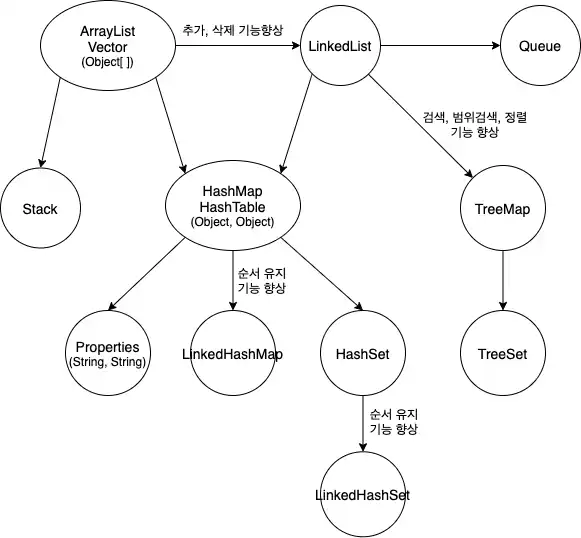 ArrayList
Vector
(Object[ ])
추가, 삭제 기능향상
LinkedList
Queue
검색, 범위검색, 정렬
기능 향상
Stack
HashMap
HashTable
(Object, Object)
TreeMap
순서 유지
기능 향상
Properties
(String, String)
LinkedHashMap
HashSet
TreeSet
순서 유지
기능 향상
LinkedHashSet